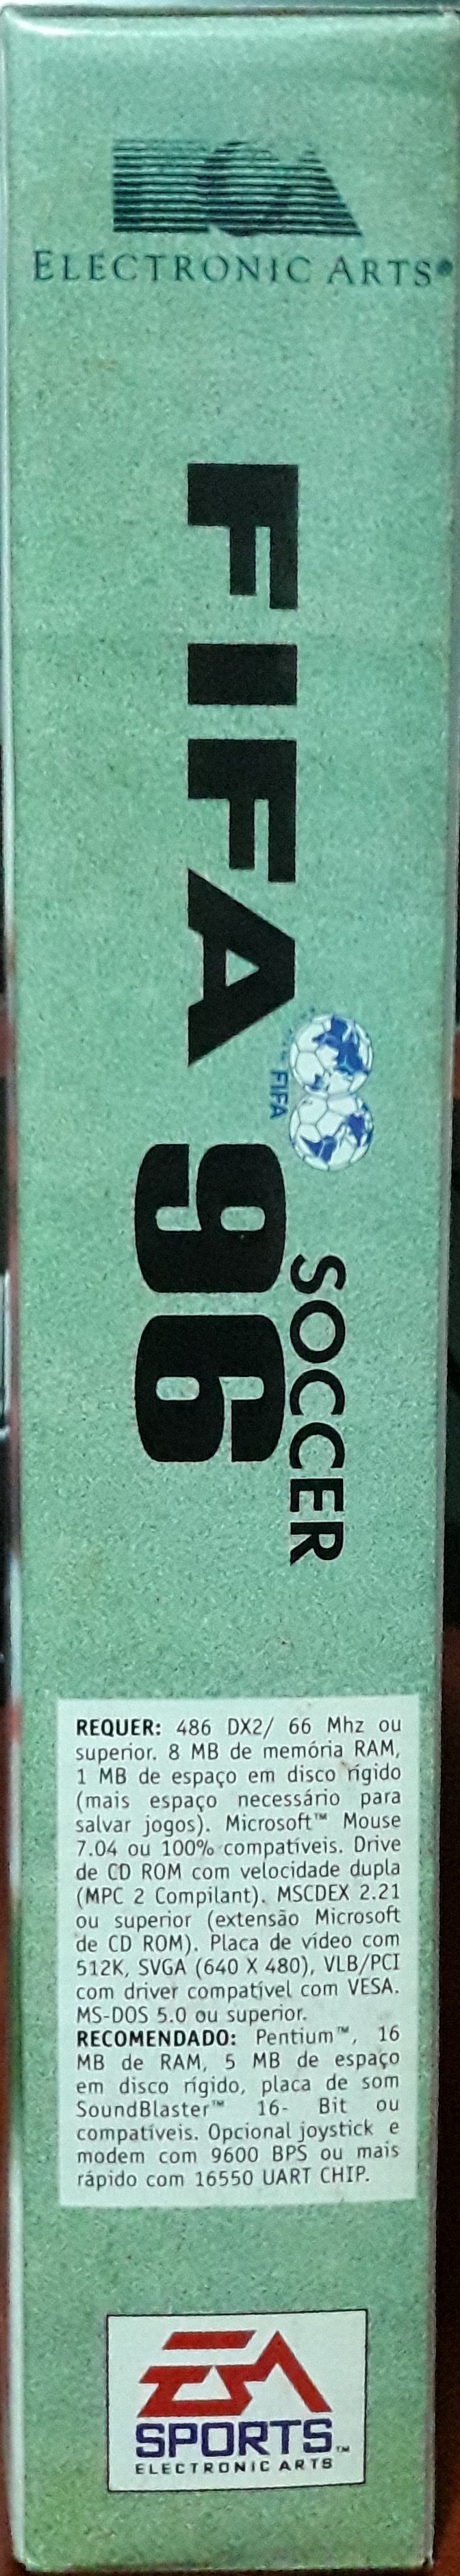 ELECTRONIC ARTS®
FIFA 96
FIFA
SOCCER
REQUER: 486 DX2/ 66 Mhz ou
superior. 8 MB de memória RAM,
1 MB de espaço em disco rígido
(mais espaço necessário para
salvar jogos). Microsoft™ Mouse
7.04 ou 100% compatíveis. Drive
de CD ROM com velocidade dupla
(MPC 2 Compilant). MSCDEX 2.21
ou superior (extensão Microsoft
de CD ROM). Placa de vídeo com
512K, SVGA (640 X 480), VLB/PCI
com driver compatível com VESA.
MS-DOS 5.0 ou superior.
RECOMENDADO: Pentium™, 16
MB de RAM, 5 MB de espaço
em disco rígido, placa de som
SoundBlaster™ 16- Bit ou
compatíveis. Opcional joystick e
modem com 9600 BPS ou mais
rápido com 16550 UART CHIP.
EA
SPORTS™
ELECTRONIC ARTS